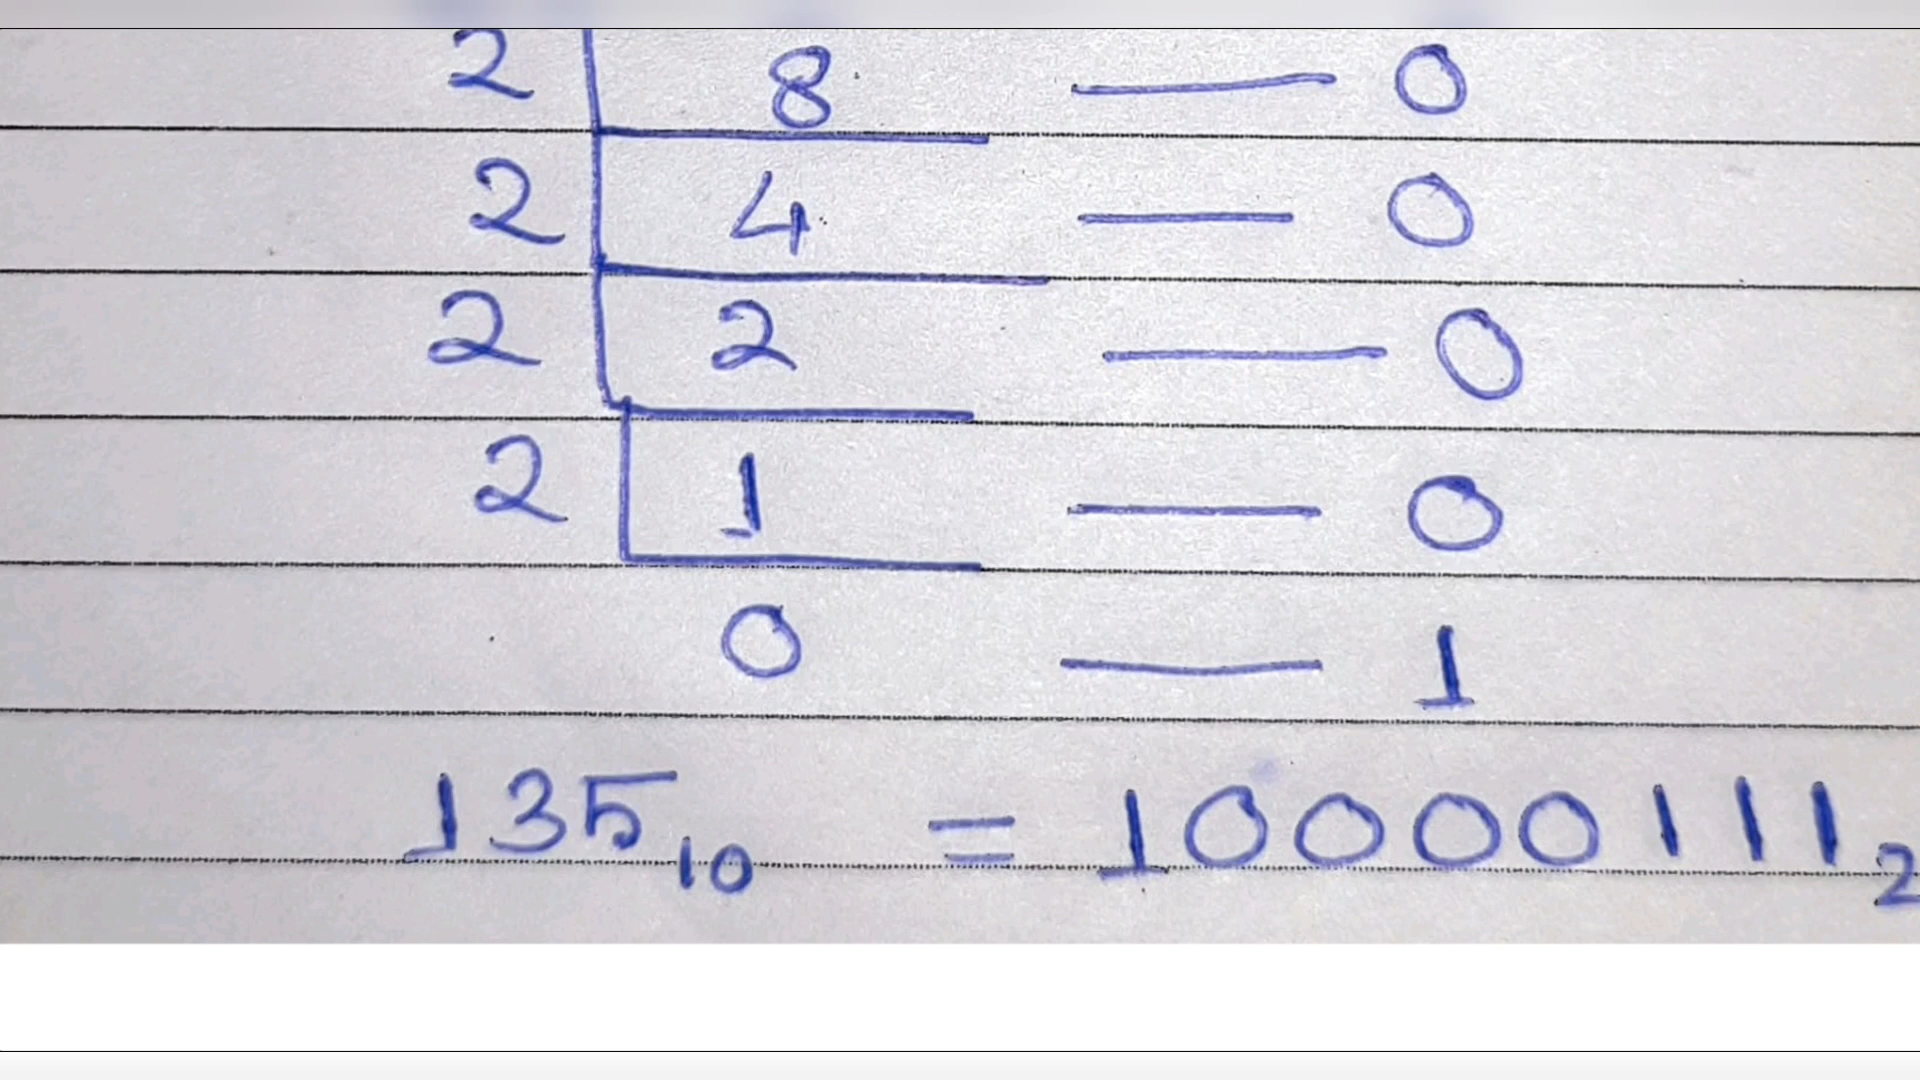 2 8 — 0
2 4 — 0
2 2 — 0
2 1 — 0
0 — 1
135₁₀ = 10000111₂